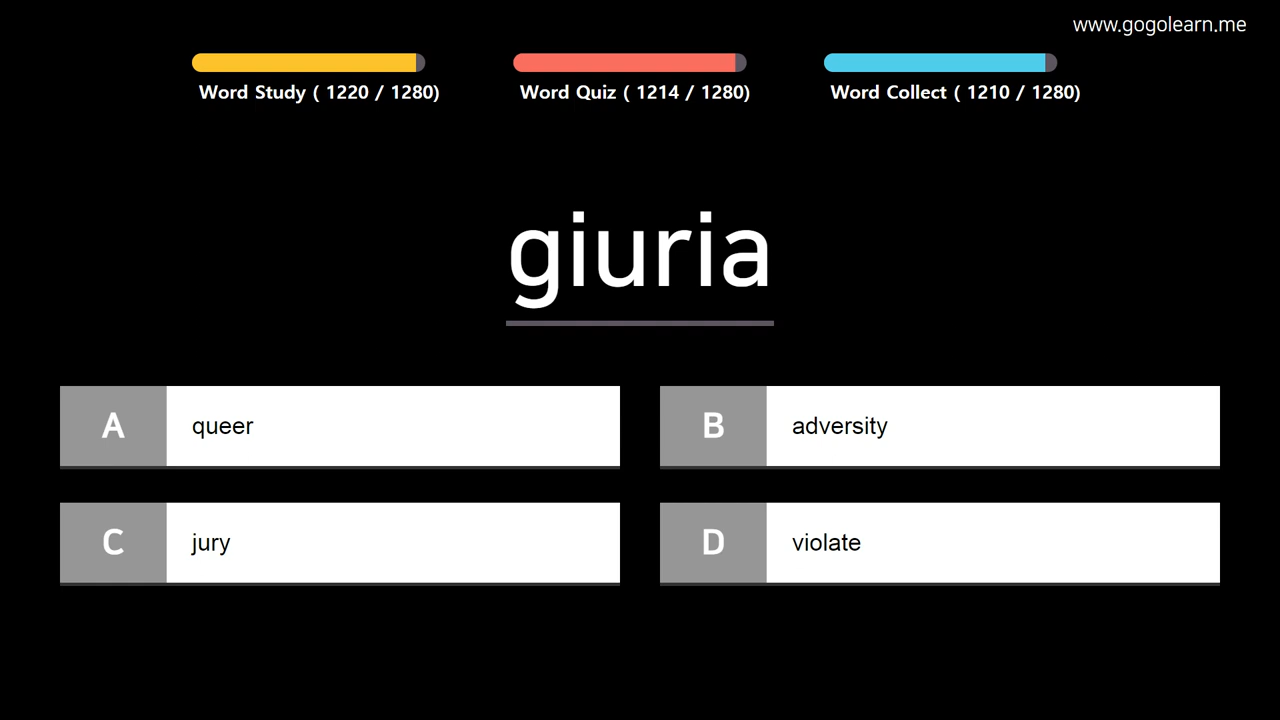 www.gogolearn.me
Word Study ( 1220 / 1280)
Word Quiz ( 1214 / 1280)
Word Collect ( 1210 / 1280)
giuria
A queer
B adversity
C jury
D violate